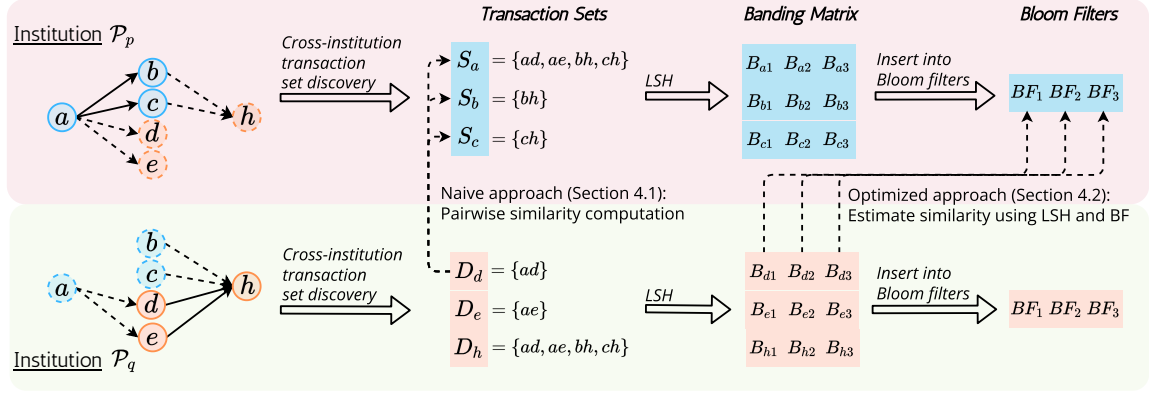 Transaction Sets
Banding Matrix
Bloom Filters
Institution 𝒫p
a
b
c
d
e
h
Cross-institution
transaction
set discovery
Sa = {ad, ae, bh, ch}
Sb = {bh}
Sc = {ch}
LSH
Ba1 Ba2 Ba3
Bb1 Bb2 Bb3
Bc1 Bc2 Bc3
Insert into
Bloom filters
BF1 BF2 BF3
Naive approach (Section 4.1):
Pairwise similarity computation
Optimized approach (Section 4.2):
Estimate similarity using LSH and BF
b
c
a
d
e
h
Institution 𝒫q
Cross-institution
transaction
set discovery
Dd = {ad}
De = {ae}
Dh = {ad, ae, bh, ch}
LSH
Bd1 Bd2 Bd3
Be1 Be2 Be3
Bh1 Bh2 Bh3
Insert into
Bloom filters
BF1 BF2 BF3